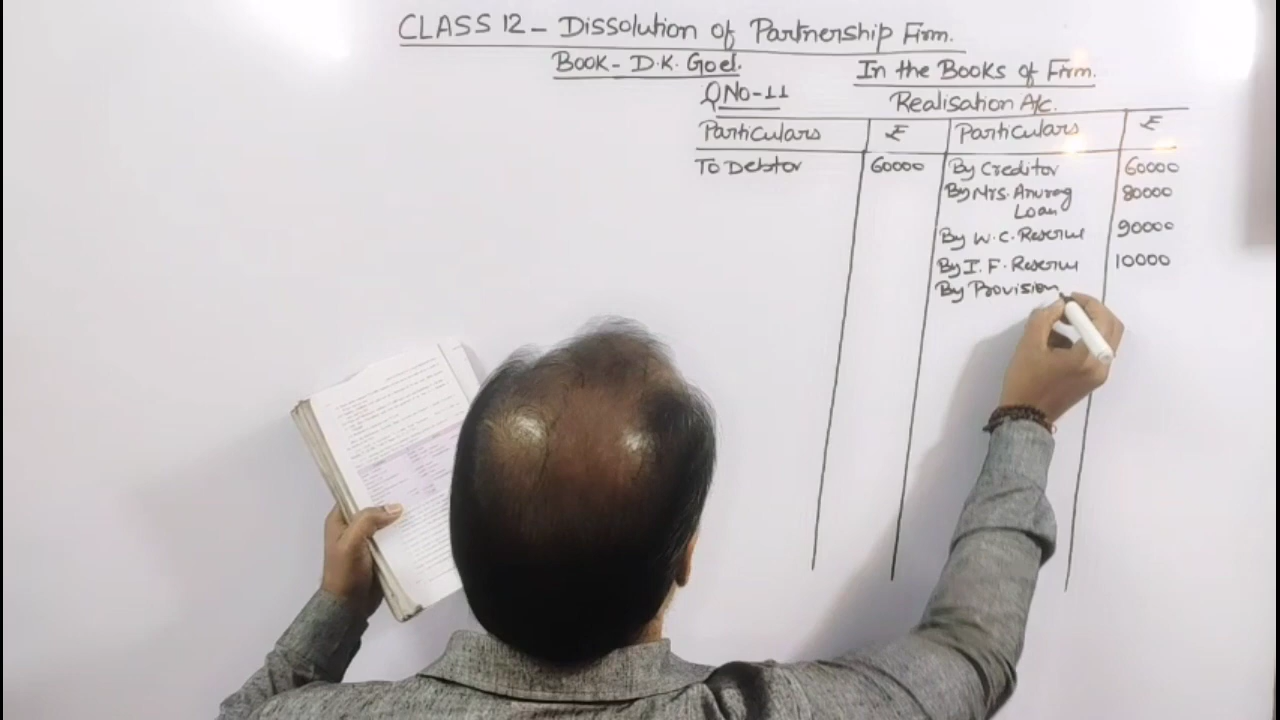 CLASS 12 - Dissolution of Partnership Firm.
Book - D.K. Goel.
In the Books of Firm.
QNo-11
Realisation A/c.
Particulars ₹ Particulars ₹
To Debtor 60000 By Creditor 60000
By Mrs. Anurag 80000
Loan
By W.C. Reserve 90000
By I.F. Reserve 10000
By Provision